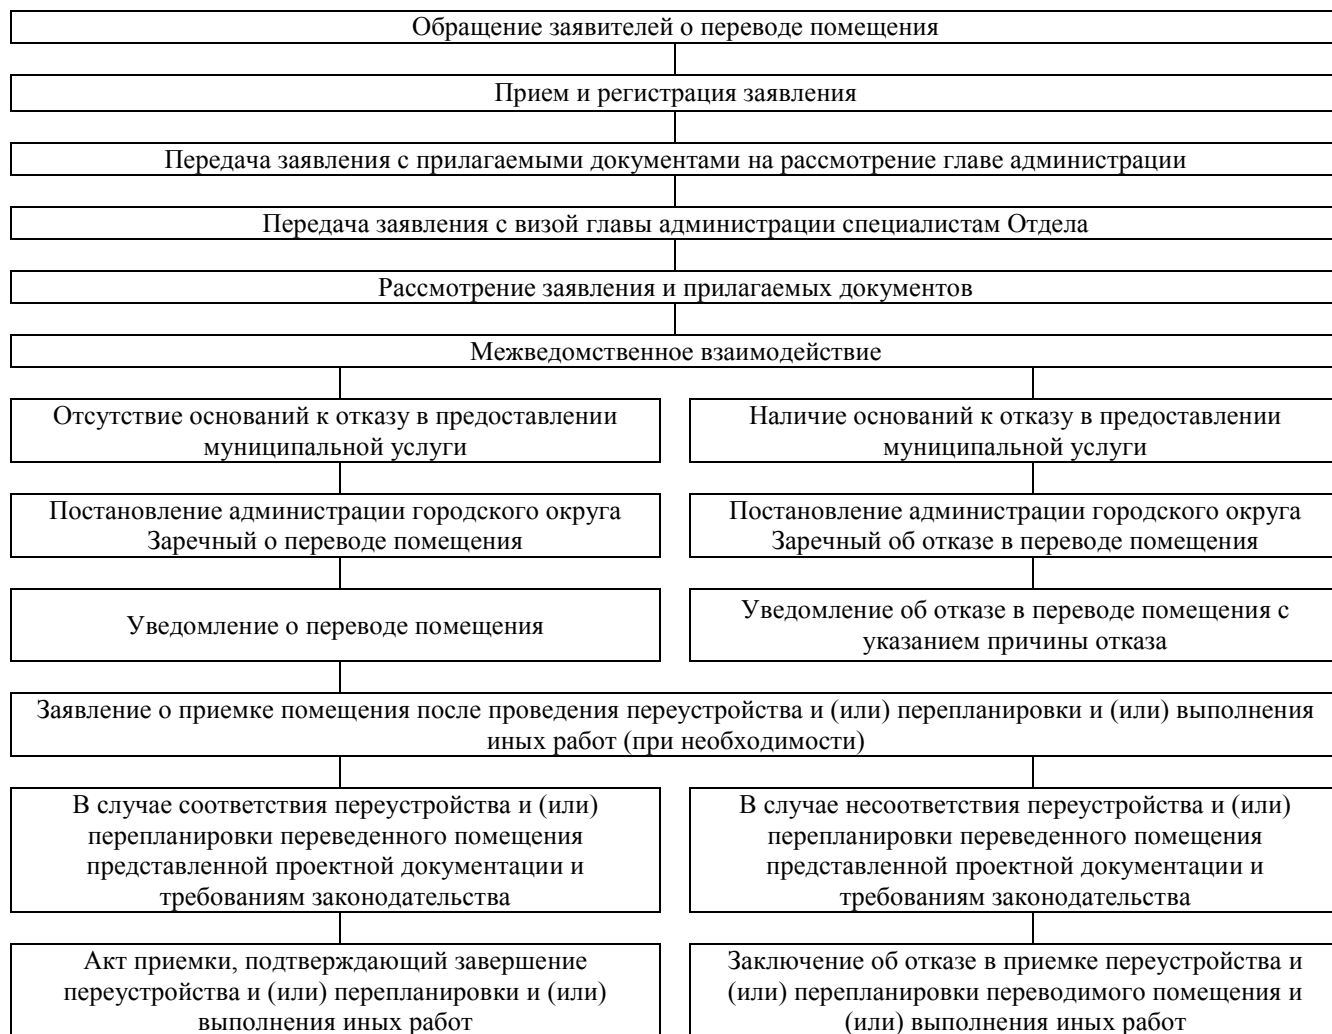 Обращение заявителей о переводе помещения
Прием и регистрация заявления
Передача заявления с прилагаемыми документами на рассмотрение главе администрации
Передача заявления с визой главы администрации специалистам Отдела
Рассмотрение заявления и прилагаемых документов
Межведомственное взаимодействие
Отсутствие оснований к отказу в предоставлении
муниципальной услуги
Наличие оснований к отказу в предоставлении
муниципальной услуги
Постановление администрации городского округа
Заречный о переводе помещения
Постановление администрации городского округа
Заречный об отказе в переводе помещения
Уведомление о переводе помещения
Уведомление об отказе в переводе помещения с
указанием причины отказа
Заявление о приемке помещения после проведения переустройства и (или) перепланировки и (или) выполнения
иных работ (при необходимости)
В случае соответствия переустройства и (или)
перепланировки переведенного помещения
представленной проектной документации и
требованиям законодательства
В случае несоответствия переустройства и (или)
перепланировки переведенного помещения
представленной проектной документации и
требованиям законодательства
Акт приемки, подтверждающий завершение
переустройства и (или) перепланировки и (или)
выполнения иных работ
Заключение об отказе в приемке переустройства и
(или) перепланировки переводимого помещения и
(или) выполнения иных работ